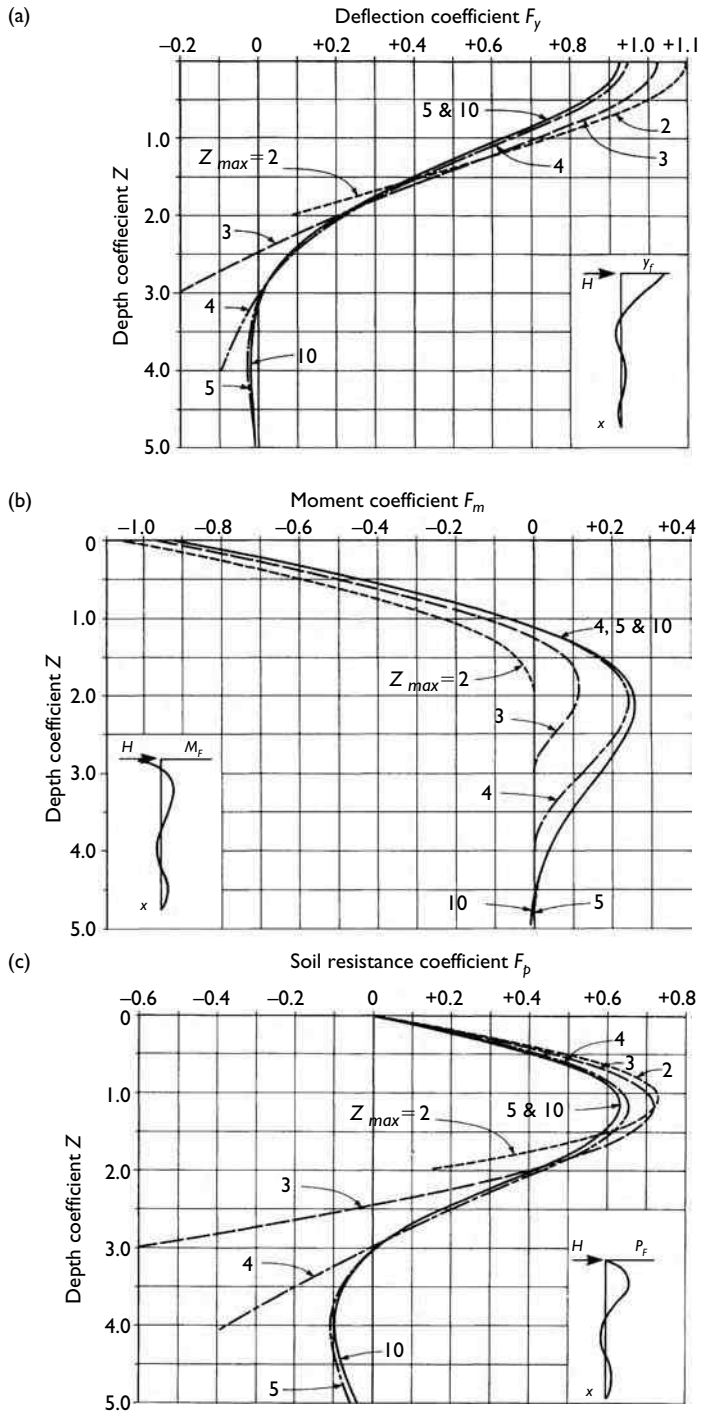 (a)
Deflection coefficient F_y
−0.2 0 +0.2 +0.4 +0.6 +0.8 +1.0 +1.1
5 & 10
1.0
2
Z_max = 2
4
3
2.0
3
3.0
y_f
H
4
10
4.0
5
x
5.0
Depth coeffiecient Z
(b)
Moment coefficient F_m
−1.0 −0.8 −0.6 −0.4 −0.2 0 +0.2 +0.4
0
1.0
4, 5 & 10
Z_max = 2
2.0
3
H M_F
3.0
4
4.0
x
10 5
5.0
Depth coefficient Z
(c)
Soil resistance coefficient F_p
−0.6 −0.4 −0.2 0 +0.2 +0.4 +0.6 +0.8
0
4
3
2
1.0
Z_max = 2
5 & 10
2.0
3
3.0
4
H P_F
4.0
10
5
x
5.0
Depth coefficient Z